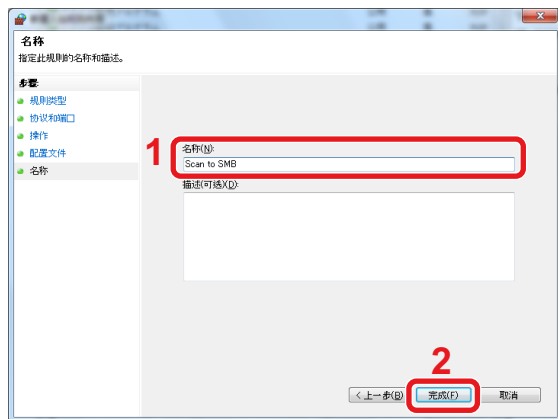 名称
指定此规则的名称和描述。
步骤:
规则类型
协议和端口
操作
配置文件
名称
1
名称(N):
Scan to SMB
描述(可选)(D):
2
< 上一步(B)
完成(F)
取消